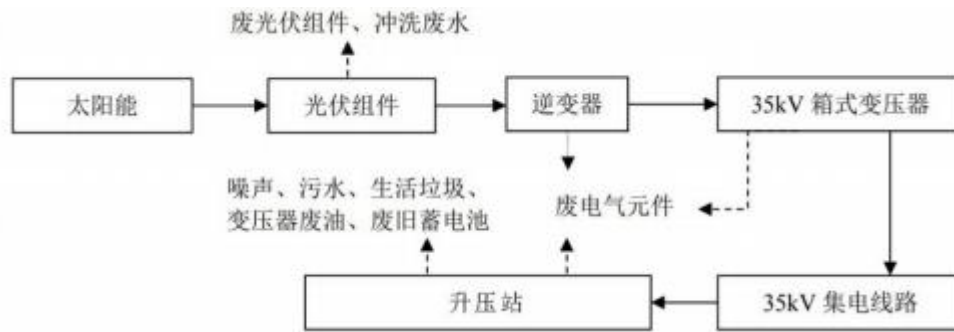 废光伏组件、冲洗废水
太阳能
光伏组件
逆变器
35kV 箱式变压器
噪声、污水、生活垃圾、
变压器废油、废旧蓄电池
废电气元件
升压站
35kV 集电线路